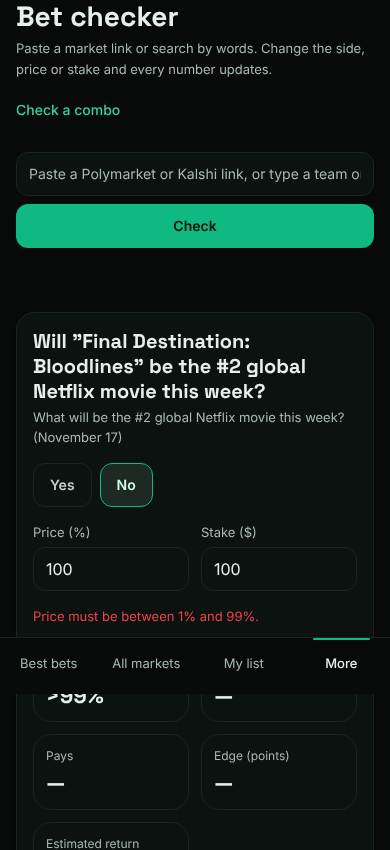 Bet checker
Paste a market link or search by words. Change the side,
price or stake and every number updates.
Check a combo
Paste a Polymarket or Kalshi link, or type a team o
Check
Will ”Final Destination:
Bloodlines” be the #2 global
Netflix movie this week?
What will be the #2 global Netflix movie this week?
(November 17)
Yes No
Price (%) Stake ($)
100 100
Price must be between 1% and 99%.
Best bets All markets My list More
>99% —
Pays Edge (points)
— —
Estimated return